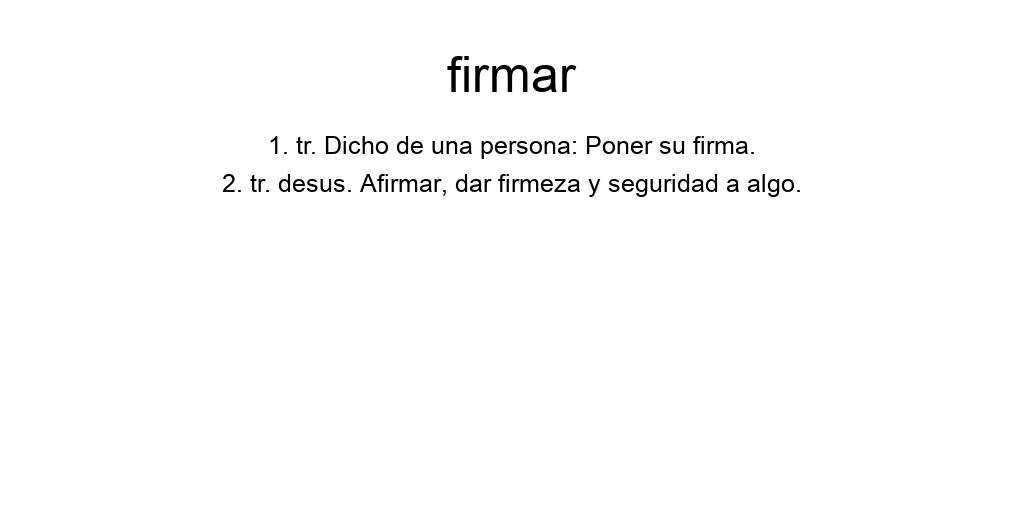 firmar
1. tr. Dicho de una persona: Poner su firma.
2. tr. desus. Afirmar, dar firmeza y seguridad a algo.